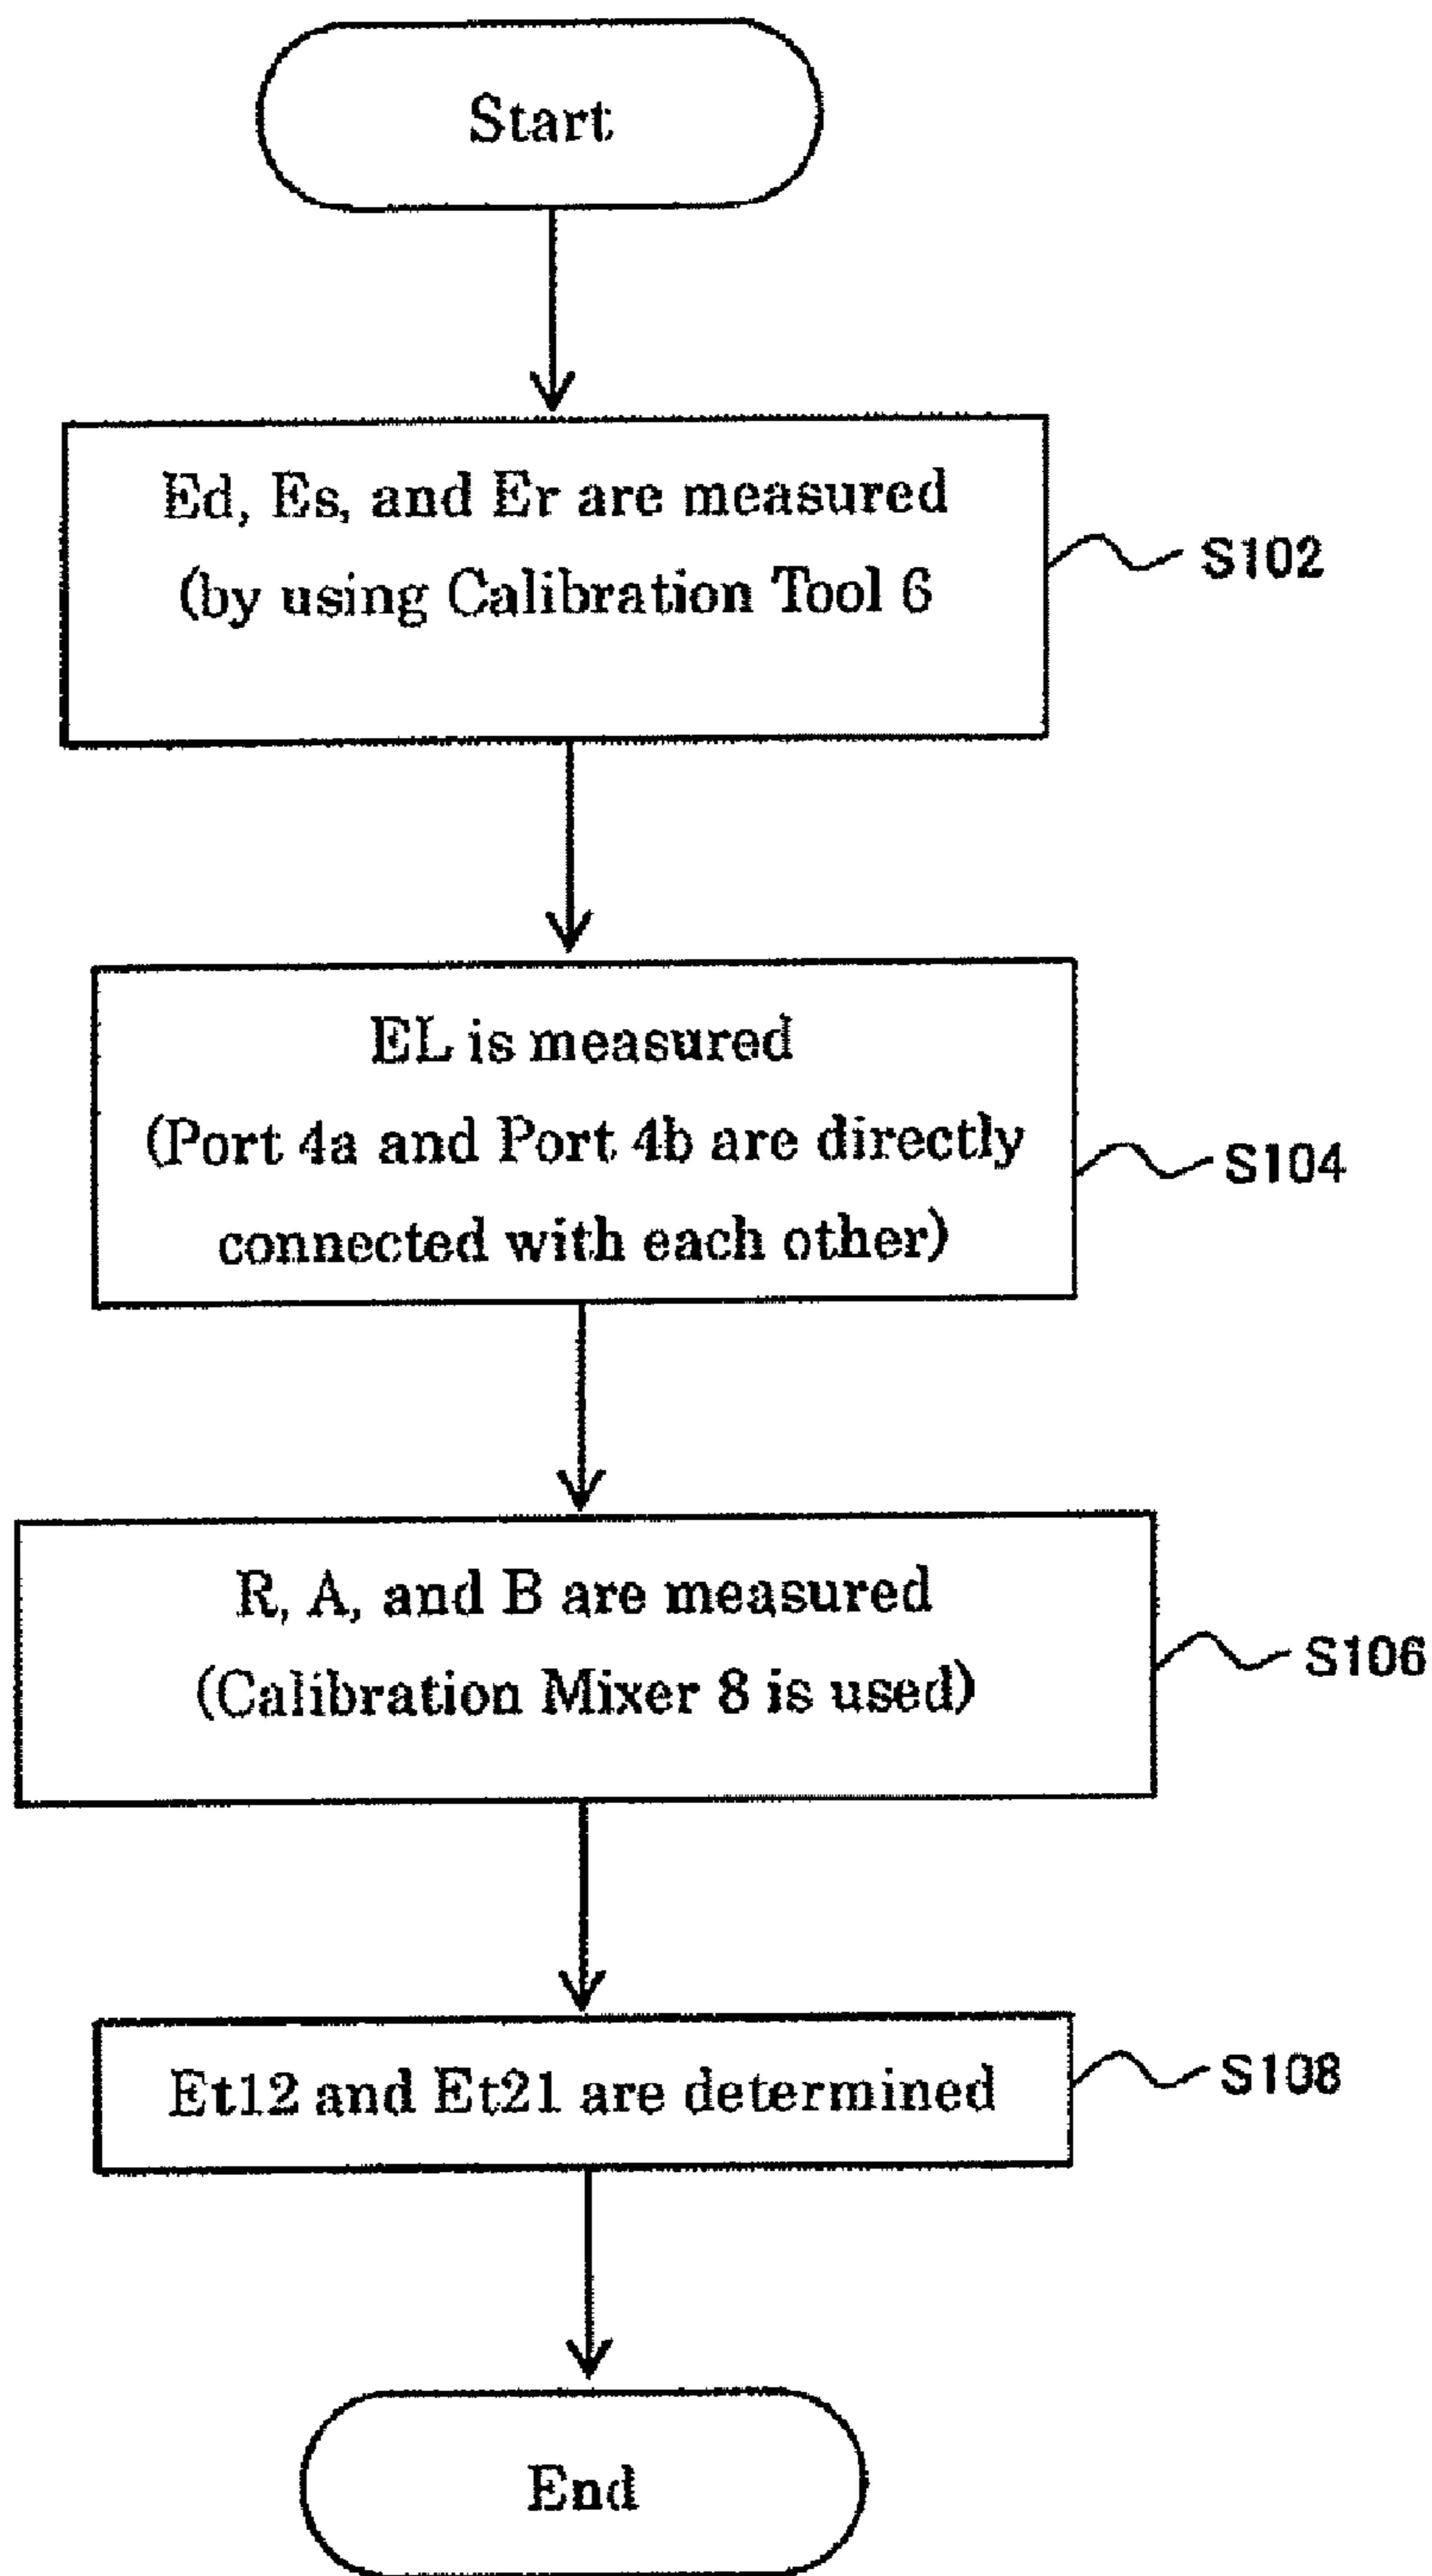 Start
Ed, Es, and Er are measured
(by using Calibration Tool 6
S102
EL is measured
(Port 4a and Port 4b are directly
connected with each other)
S104
R, A, and B are measured
(Calibration Mixer 8 is used)
S106
Et12 and Et21 are determined
S108
End